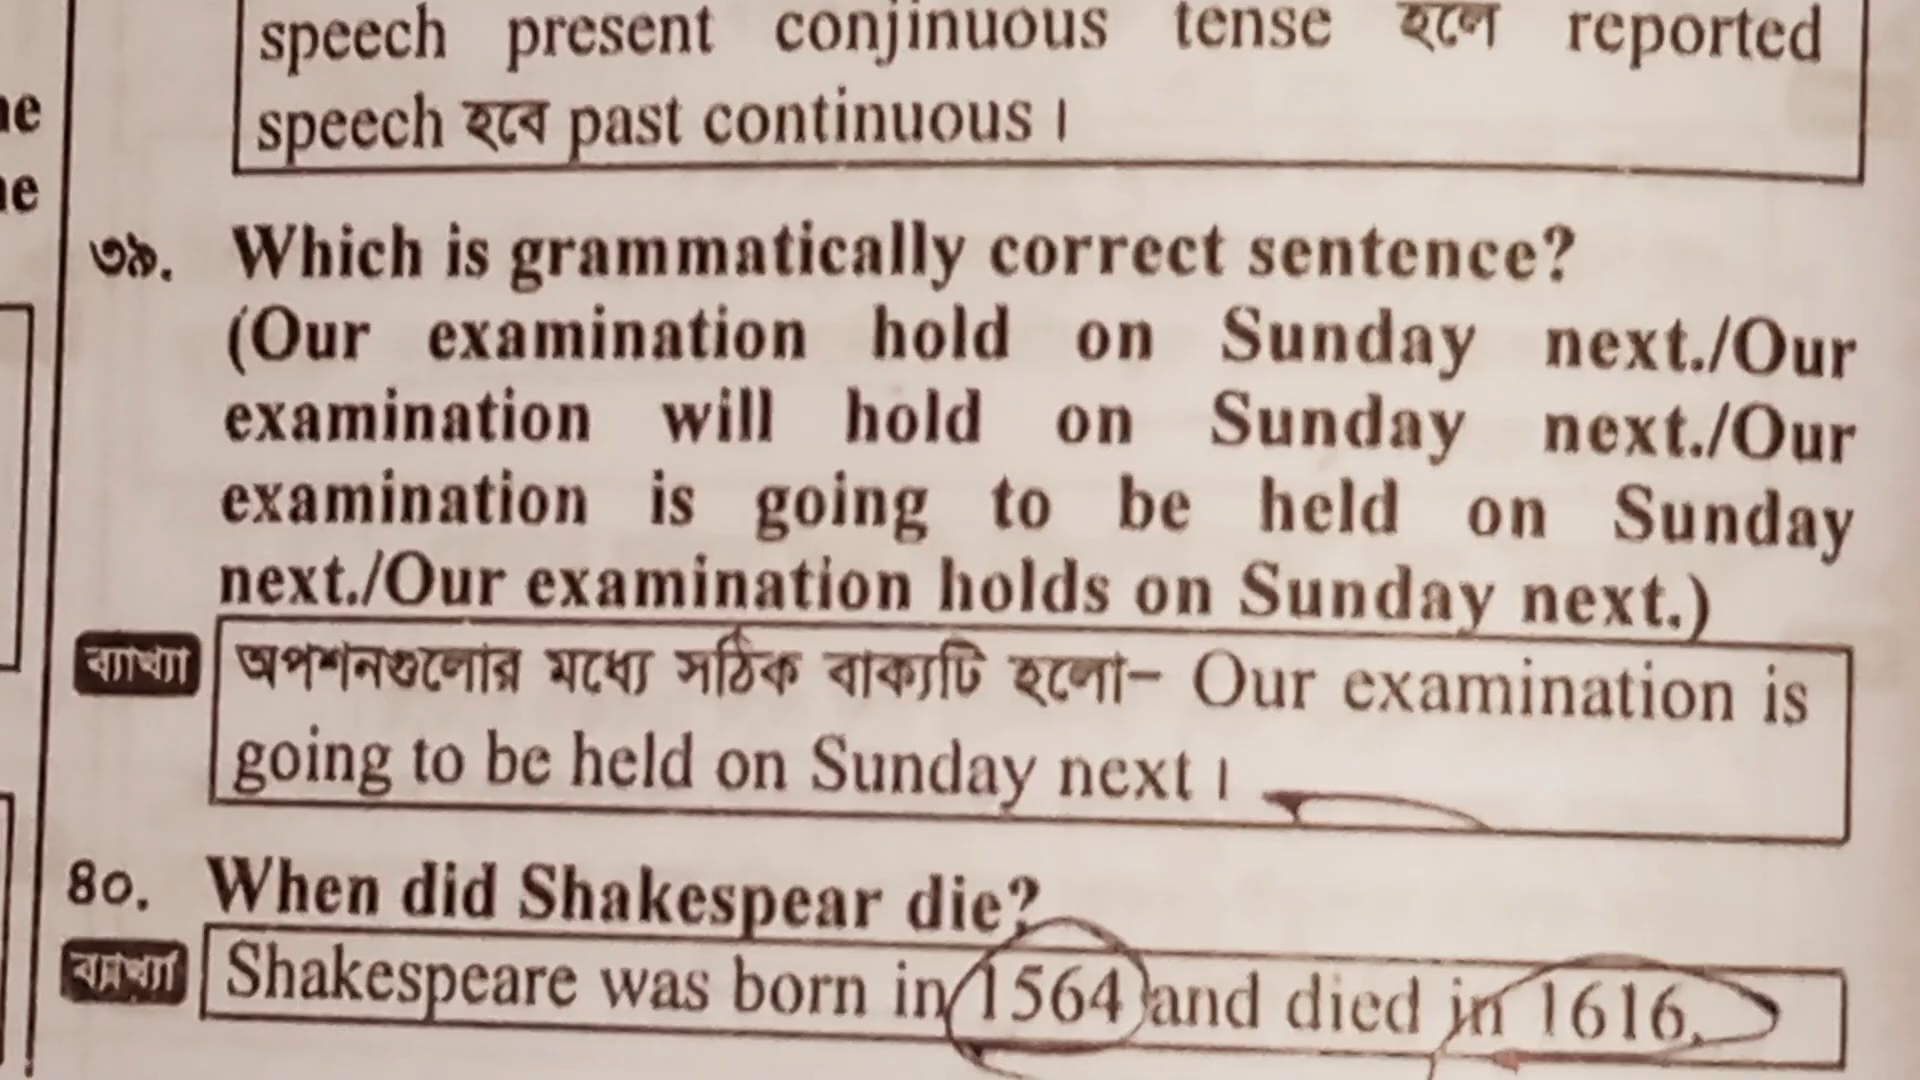 speech present conjinuous tense হলে reported
speech হবে past continuous।
ne
ne
৩৯. Which is grammatically correct sentence?
(Our examination hold on Sunday next./Our
examination will hold on Sunday next./Our
examination is going to be held on Sunday
next./Our examination holds on Sunday next.)
ব্যাখ্যা অপশনগুলোর মধ্যে সঠিক বাক্যটি হলো- Our examination is
going to be held on Sunday next।
৪০. When did Shakespear die?
ব্যাখ্যা Shakespeare was born in 1564 and died in 1616.